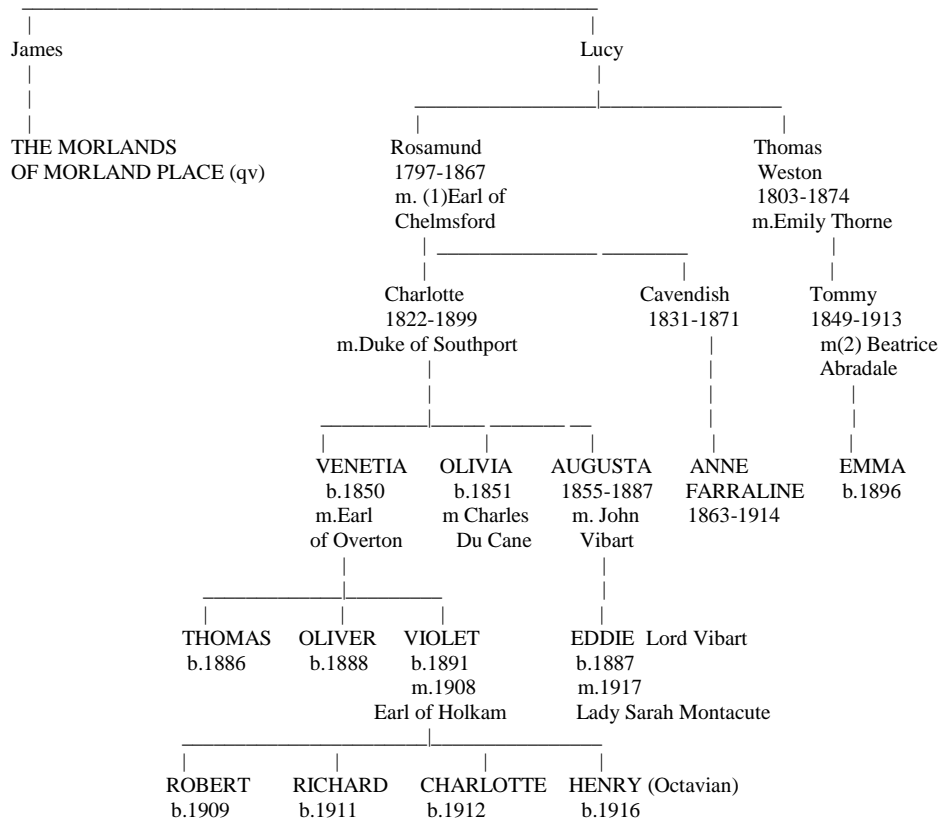 James Lucy
THE MORLANDS Rosamund Thomas
OF MORLAND PLACE (qv) 1797-1867 Weston
m. (1)Earl of 1803-1874
Chelmsford m.Emily Thorne
Charlotte Cavendish Tommy
1822-1899 1831-1871 1849-1913
m.Duke of Southport m(2) Beatrice
Abradale
VENETIA OLIVIA AUGUSTA ANNE EMMA
b.1850 b.1851 1855-1887 FARRALINE b.1896
m.Earl m Charles m. John 1863-1914
of Overton Du Cane Vibart
THOMAS OLIVER VIOLET EDDIE Lord Vibart
b.1886 b.1888 b.1891 b.1887
m.1908 m.1917
Earl of Holkam Lady Sarah Montacute
ROBERT RICHARD CHARLOTTE HENRY (Octavian)
b.1909 b.1911 b.1912 b.1916